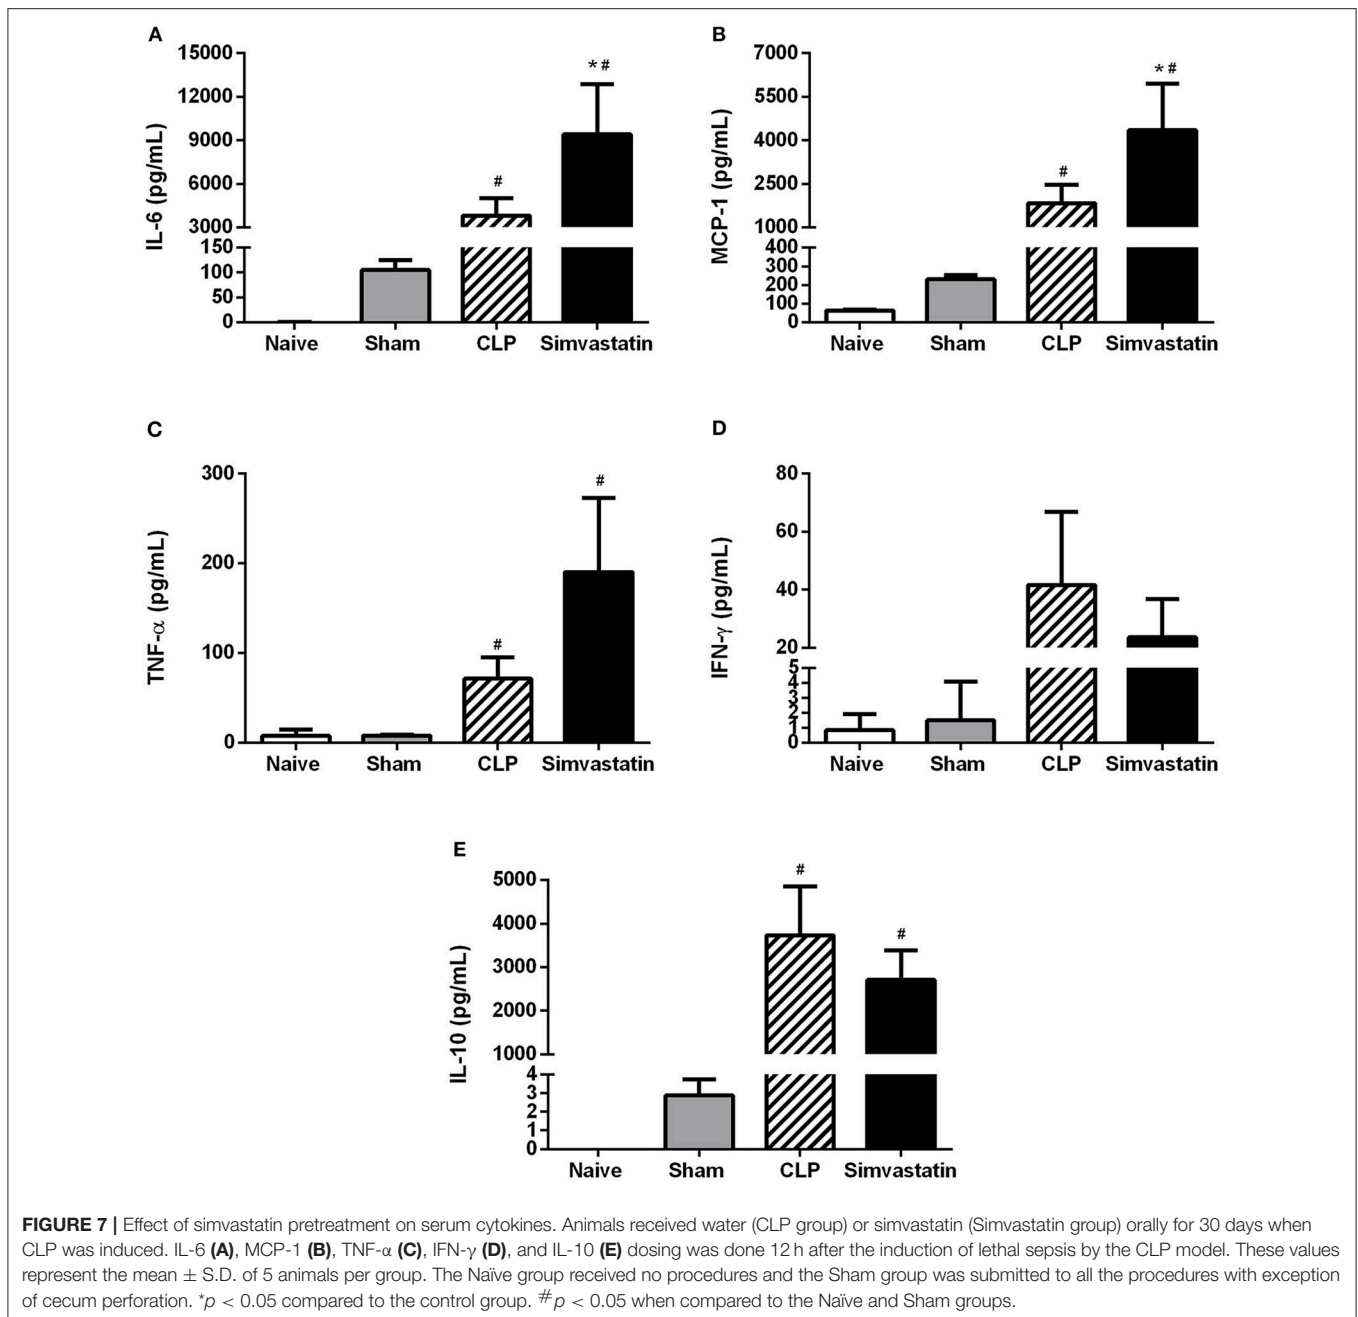 A
IL-6 (pg/mL)
15000
12000
9000
6000
3000
150
100
50
0
#
*#
Naive Sham CLP Simvastatin
B
MCP-1 (pg/mL)
7000
5500
4000
2500
1000
400
300
200
100
0
#
*#
Naive Sham CLP Simvastatin
C
TNF-α (pg/mL)
300
200
100
0
#
#
Naive Sham CLP Simvastatin
D
IFN-γ (pg/mL)
80
60
40
20
5
4
3
2
1
0
Naive Sham CLP Simvastatin
E
IL-10 (pg/mL)
5000
4000
3000
2000
1000
4
3
2
1
0
#
#
Naive Sham CLP Simvastatin
FIGURE 7 | Effect of simvastatin pretreatment on serum cytokines. Animals received water (CLP group) or simvastatin (Simvastatin group) orally for 30 days when
CLP was induced. IL-6 (A), MCP-1 (B), TNF-α (C), IFN-γ (D), and IL-10 (E) dosing was done 12 h after the induction of lethal sepsis by the CLP model. These values
represent the mean ± S.D. of 5 animals per group. The Naïve group received no procedures and the Sham group was submitted to all the procedures with exception
of cecum perforation. *p < 0.05 compared to the control group. #p < 0.05 when compared to the Naïve and Sham groups.